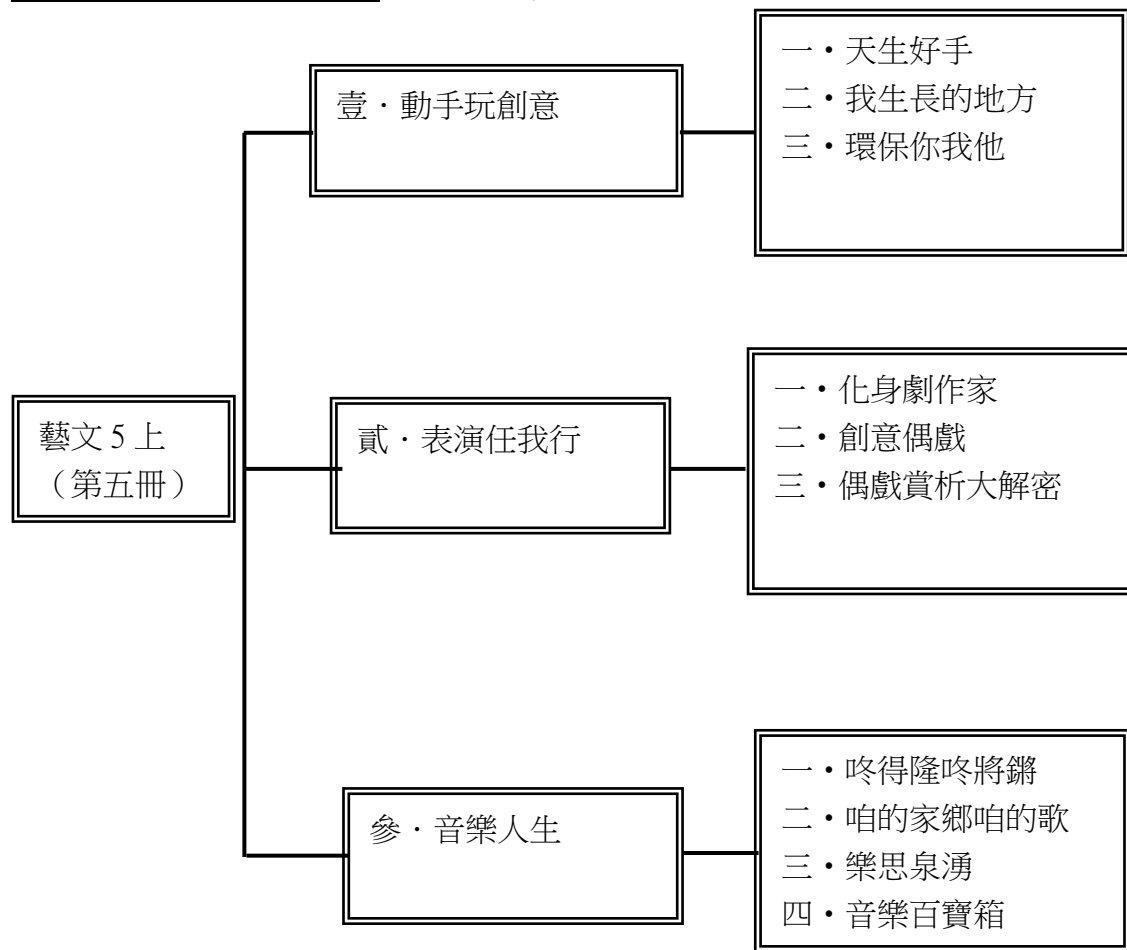 藝文 5 上
（第五冊）
壹．動手玩創意
一・天生好手
二・我生長的地方
三・環保你我他
貳．表演任我行
一・化身劇作家
二・創意偶戲
三・偶戲賞析大解密
參．音樂人生
一・咚得隆咚將鏘
二・咱的家鄉咱的歌
三・樂思泉湧
四・音樂百寶箱